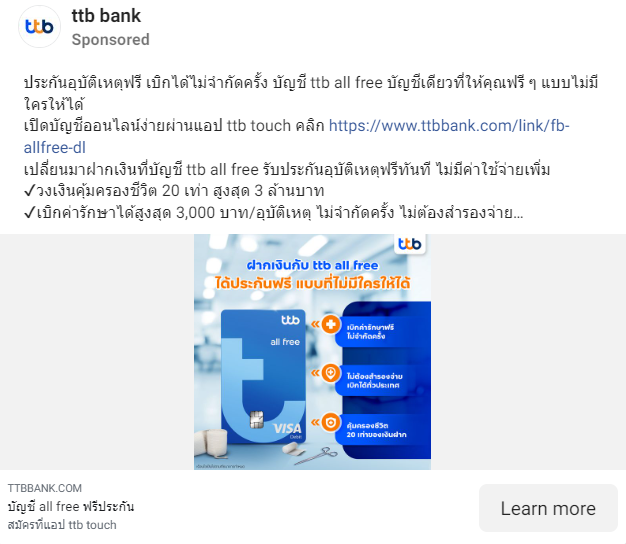 ttb bank
Sponsored
ttb
ประกันอุบัติเหตุฟรี เบิกได้ไม่จำกัดครั้ง บัญชี ttb all free บัญชีเดียวที่ให้คุณฟรี ๆ แบบไม่มี
ใครให้ได้
เปิดบัญชีออนไลน์ง่ายผ่านแอป ttb touch คลิก https://www.ttbbank.com/link/fb-
allfree-dl
เปลี่ยนมาฝากเงินที่บัญชี ttb all free รับประกันอุบัติเหตุฟรีทันที ไม่มีค่าใช้จ่ายเพิ่ม
✓วงเงินคุ้มครองชีวิต 20 เท่า สูงสุด 3 ล้านบาท
✓เบิกค่ารักษาได้สูงสุด 3,000 บาท/อุบัติเหตุ ไม่จำกัดครั้ง ไม่ต้องสำรองจ่าย...
ttb
ฝากเงินกับ ttb all free
ได้ประกันฟรี แบบที่ไม่มีใครให้ได้
ttb
all free
VISA
Debit
เบิกค่ารักษาฟรี
ไม่จำกัดครั้ง
ไม่ต้องสำรองจ่าย
เบิกได้ทั่วประเทศ
คุ้มครองชีวิต
20 เท่าของเงินฝาก
TTBBANK.COM
บัญชี all free ฟรีประกัน
สมัครที่แอป ttb touch
Learn more